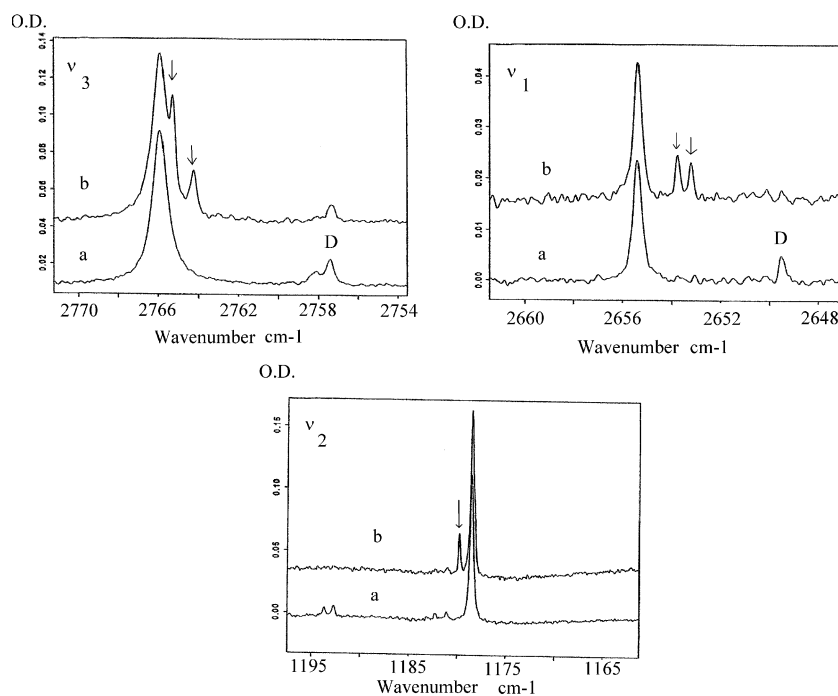 O.D.
0.14
0.12
0.10
0.08
0.06
0.04
0.02
ν3
b
a
D
2770 2766 2762 2758 2754
Wavenumber cm-1
O.D.
0.04
0.03
0.02
0.01
0.00
ν1
b
a
D
2660 2656 2652 2648
Wavenumber cm-1
O.D.
0.15
0.10
0.05
0.00
ν2
b
a
1195 1185 1175 1165
Wavenumber cm-1